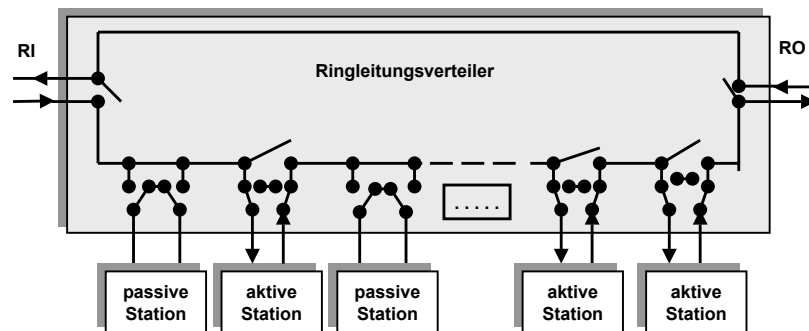 RI
RO
Ringleitungsverteiler
. . . . .
passive
Station
aktive
Station
passive
Station
aktive
Station
aktive
Station